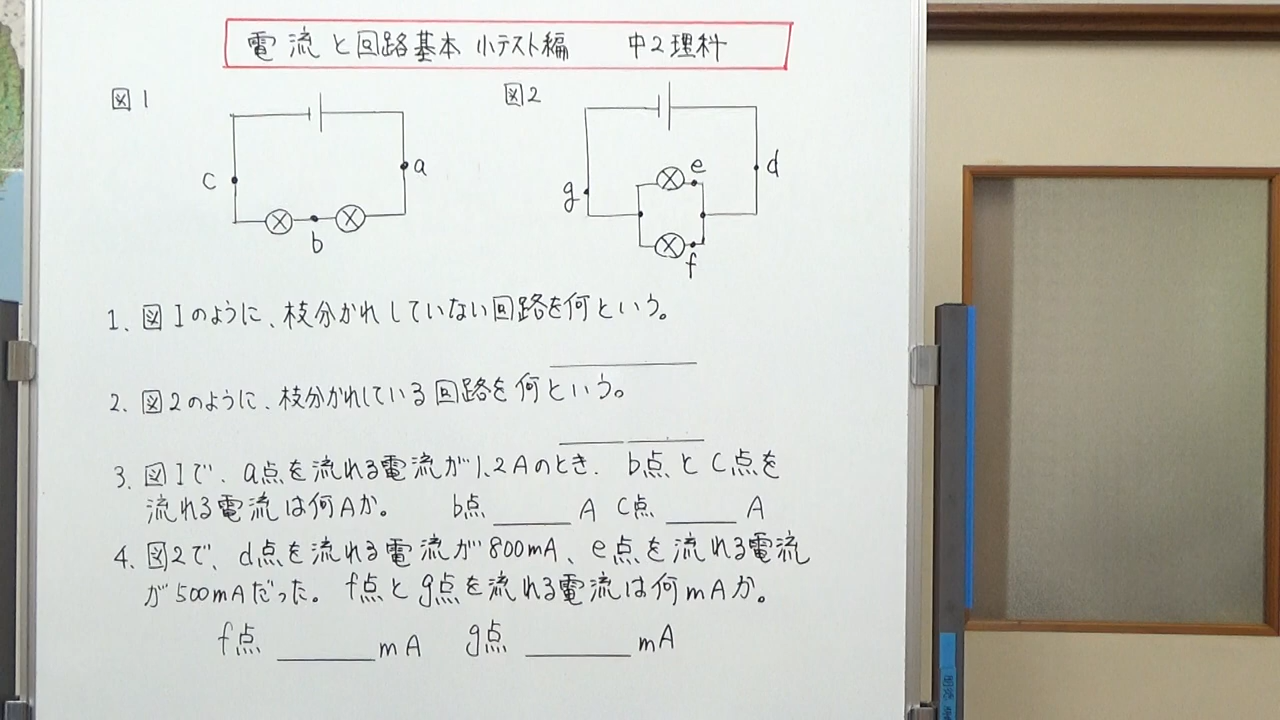 電流と回路基本 小テスト編 中2理科
図1
図2
c
a
b
g
e
d
f
1. 図1のように、枝分かれしていない回路を何という。
2. 図2のように、枝分かれしている回路を何という。
3. 図1で、a点を流れる電流が1.2Aのとき、b点とC点を
流れる電流は何Aか。 b点 A C点 A
4. 図2で、d点を流れる電流が800mA、e点を流れる電流
が500mAだった。f点とg点を流れる電流は何mAか。
f点 mA g点 mA